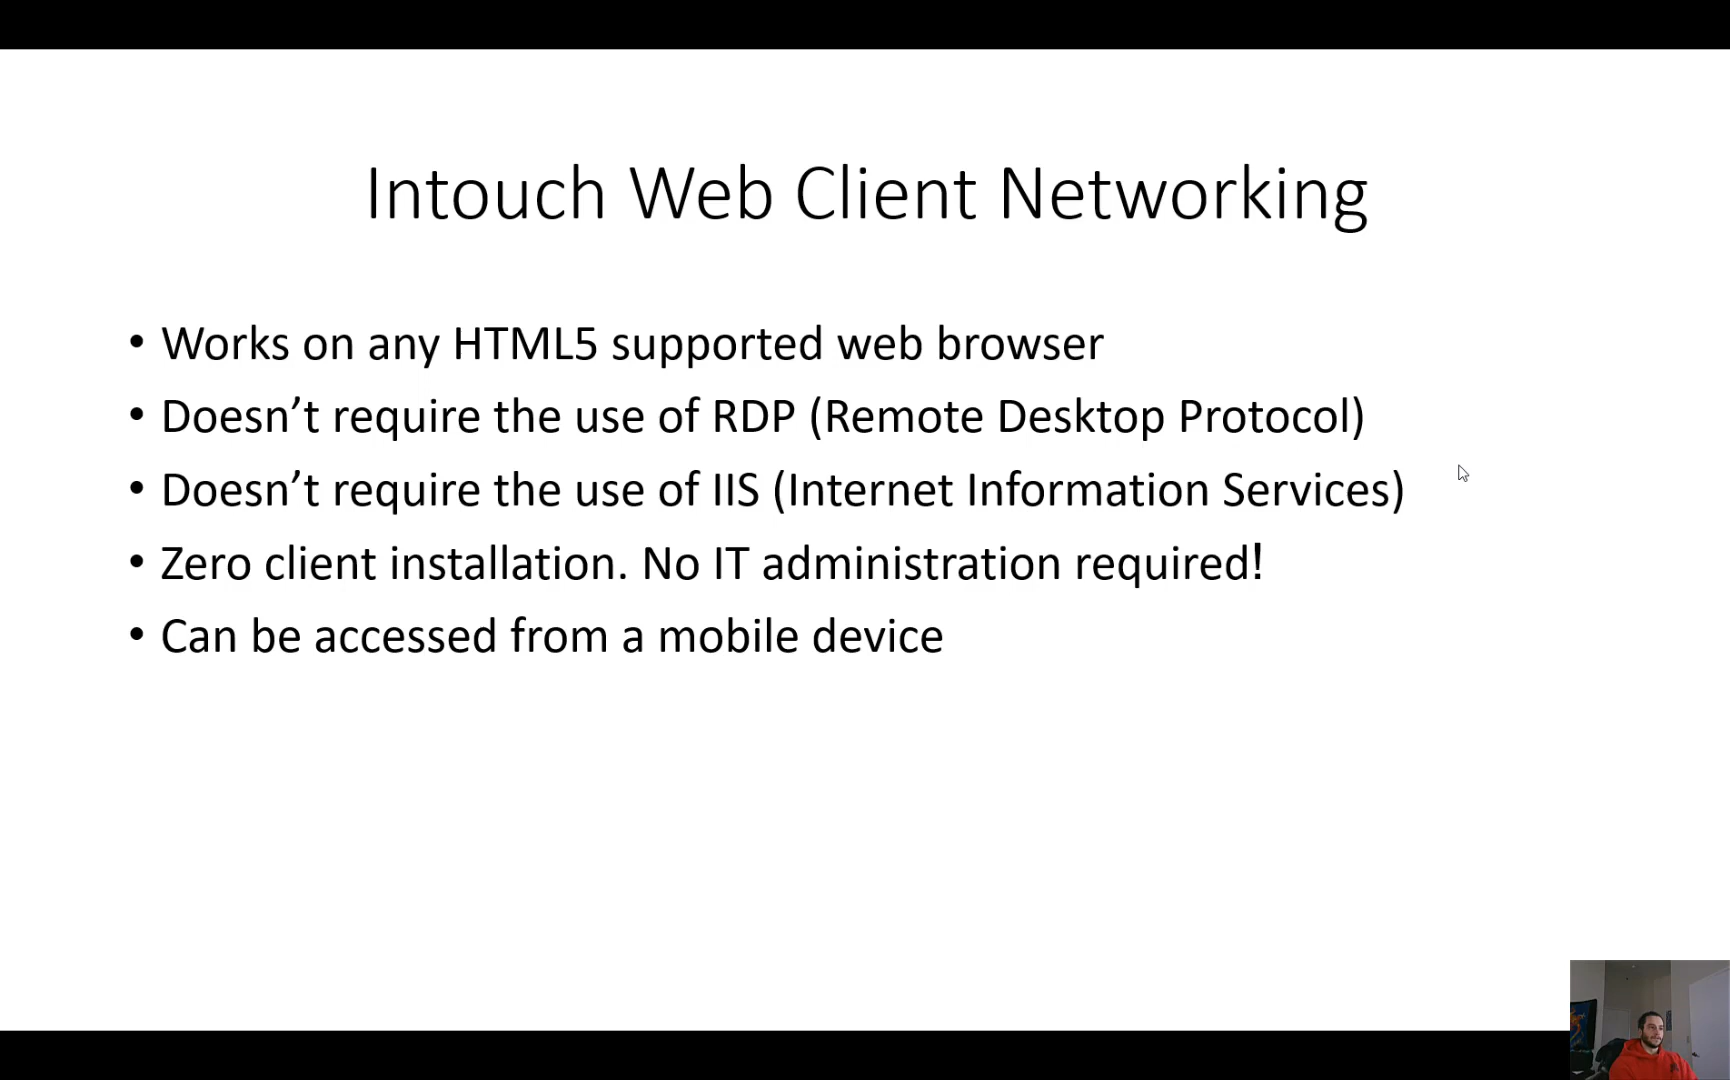 Intouch Web Client Networking
• Works on any HTML5 supported web browser
• Doesn’t require the use of RDP (Remote Desktop Protocol)
• Doesn’t require the use of IIS (Internet Information Services)
• Zero client installation. No IT administration required!
• Can be accessed from a mobile device